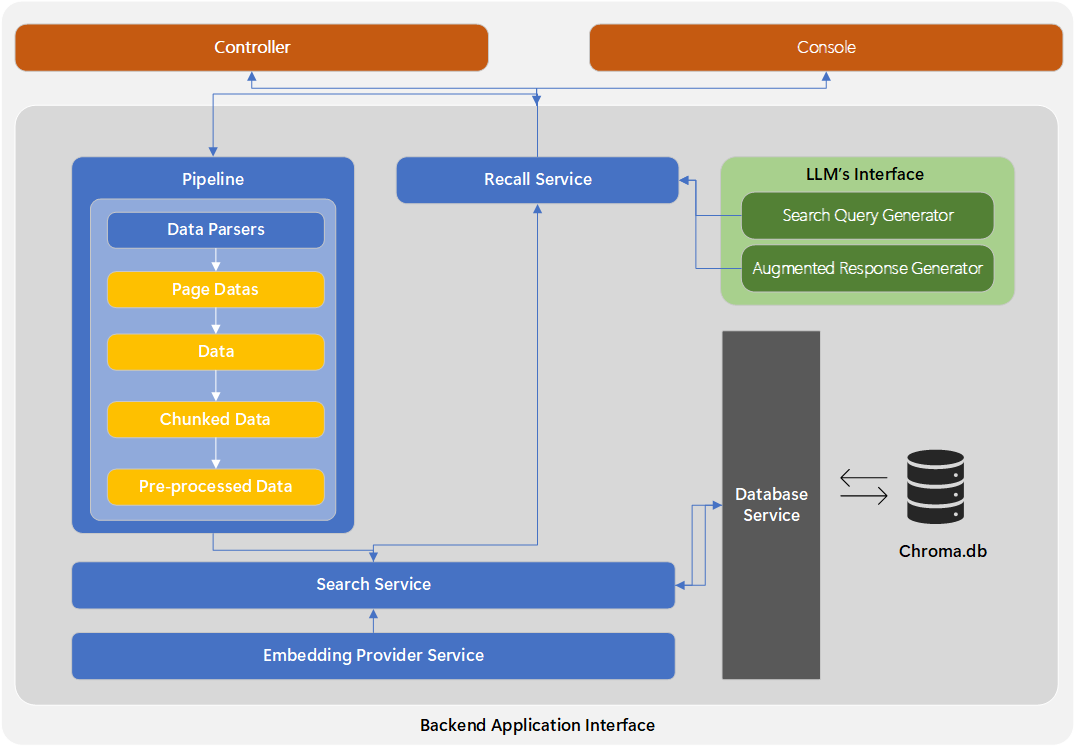 Controller
Console
Pipeline
Data Parsers
Page Datas
Data
Chunked Data
Pre-processed Data
Recall Service
LLM's Interface
Search Query Generator
Augmented Response Generator
Database
Service
Chroma.db
Search Service
Embedding Provider Service
Backend Application Interface